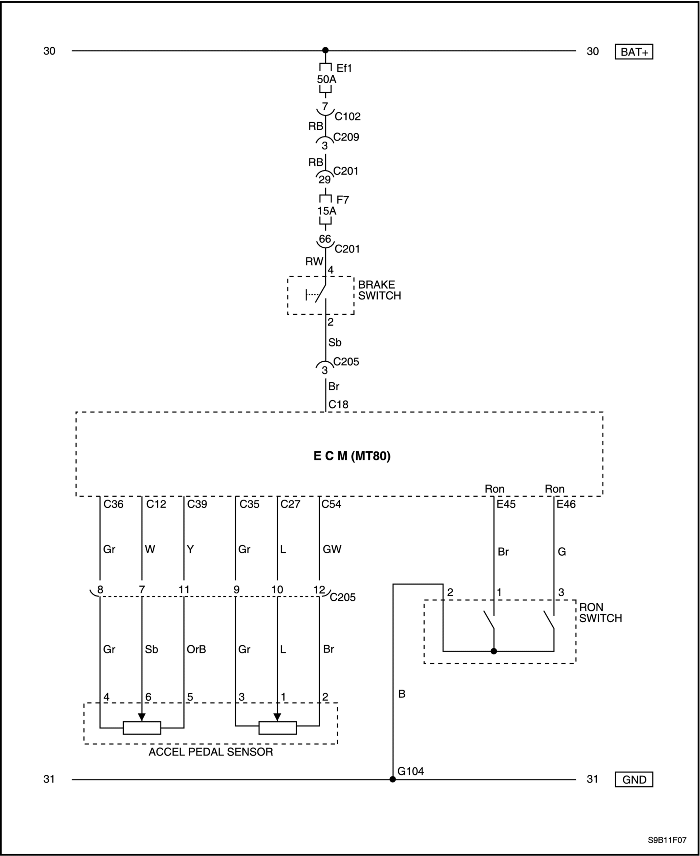 30 30 BAT+
Ef1
50A
7
C102
RB
C209
3
RB
C201
29
F7
15A
66
C201
RW
4
BRAKE
SWITCH
2
Sb
C205
3
Br
C18
E C M (MT80)
Ron Ron
C36 C12 C39 C35 C27 C54 E45 E46
Gr W Y Gr L GW Br G
8 7 11 9 10 12 C205
2 1 3
RON
SWITCH
Gr Sb OrB Gr L Br
B
4 6 5 3 1 2
ACCEL PEDAL SENSOR
G104
31 31 GND
S9B11F07